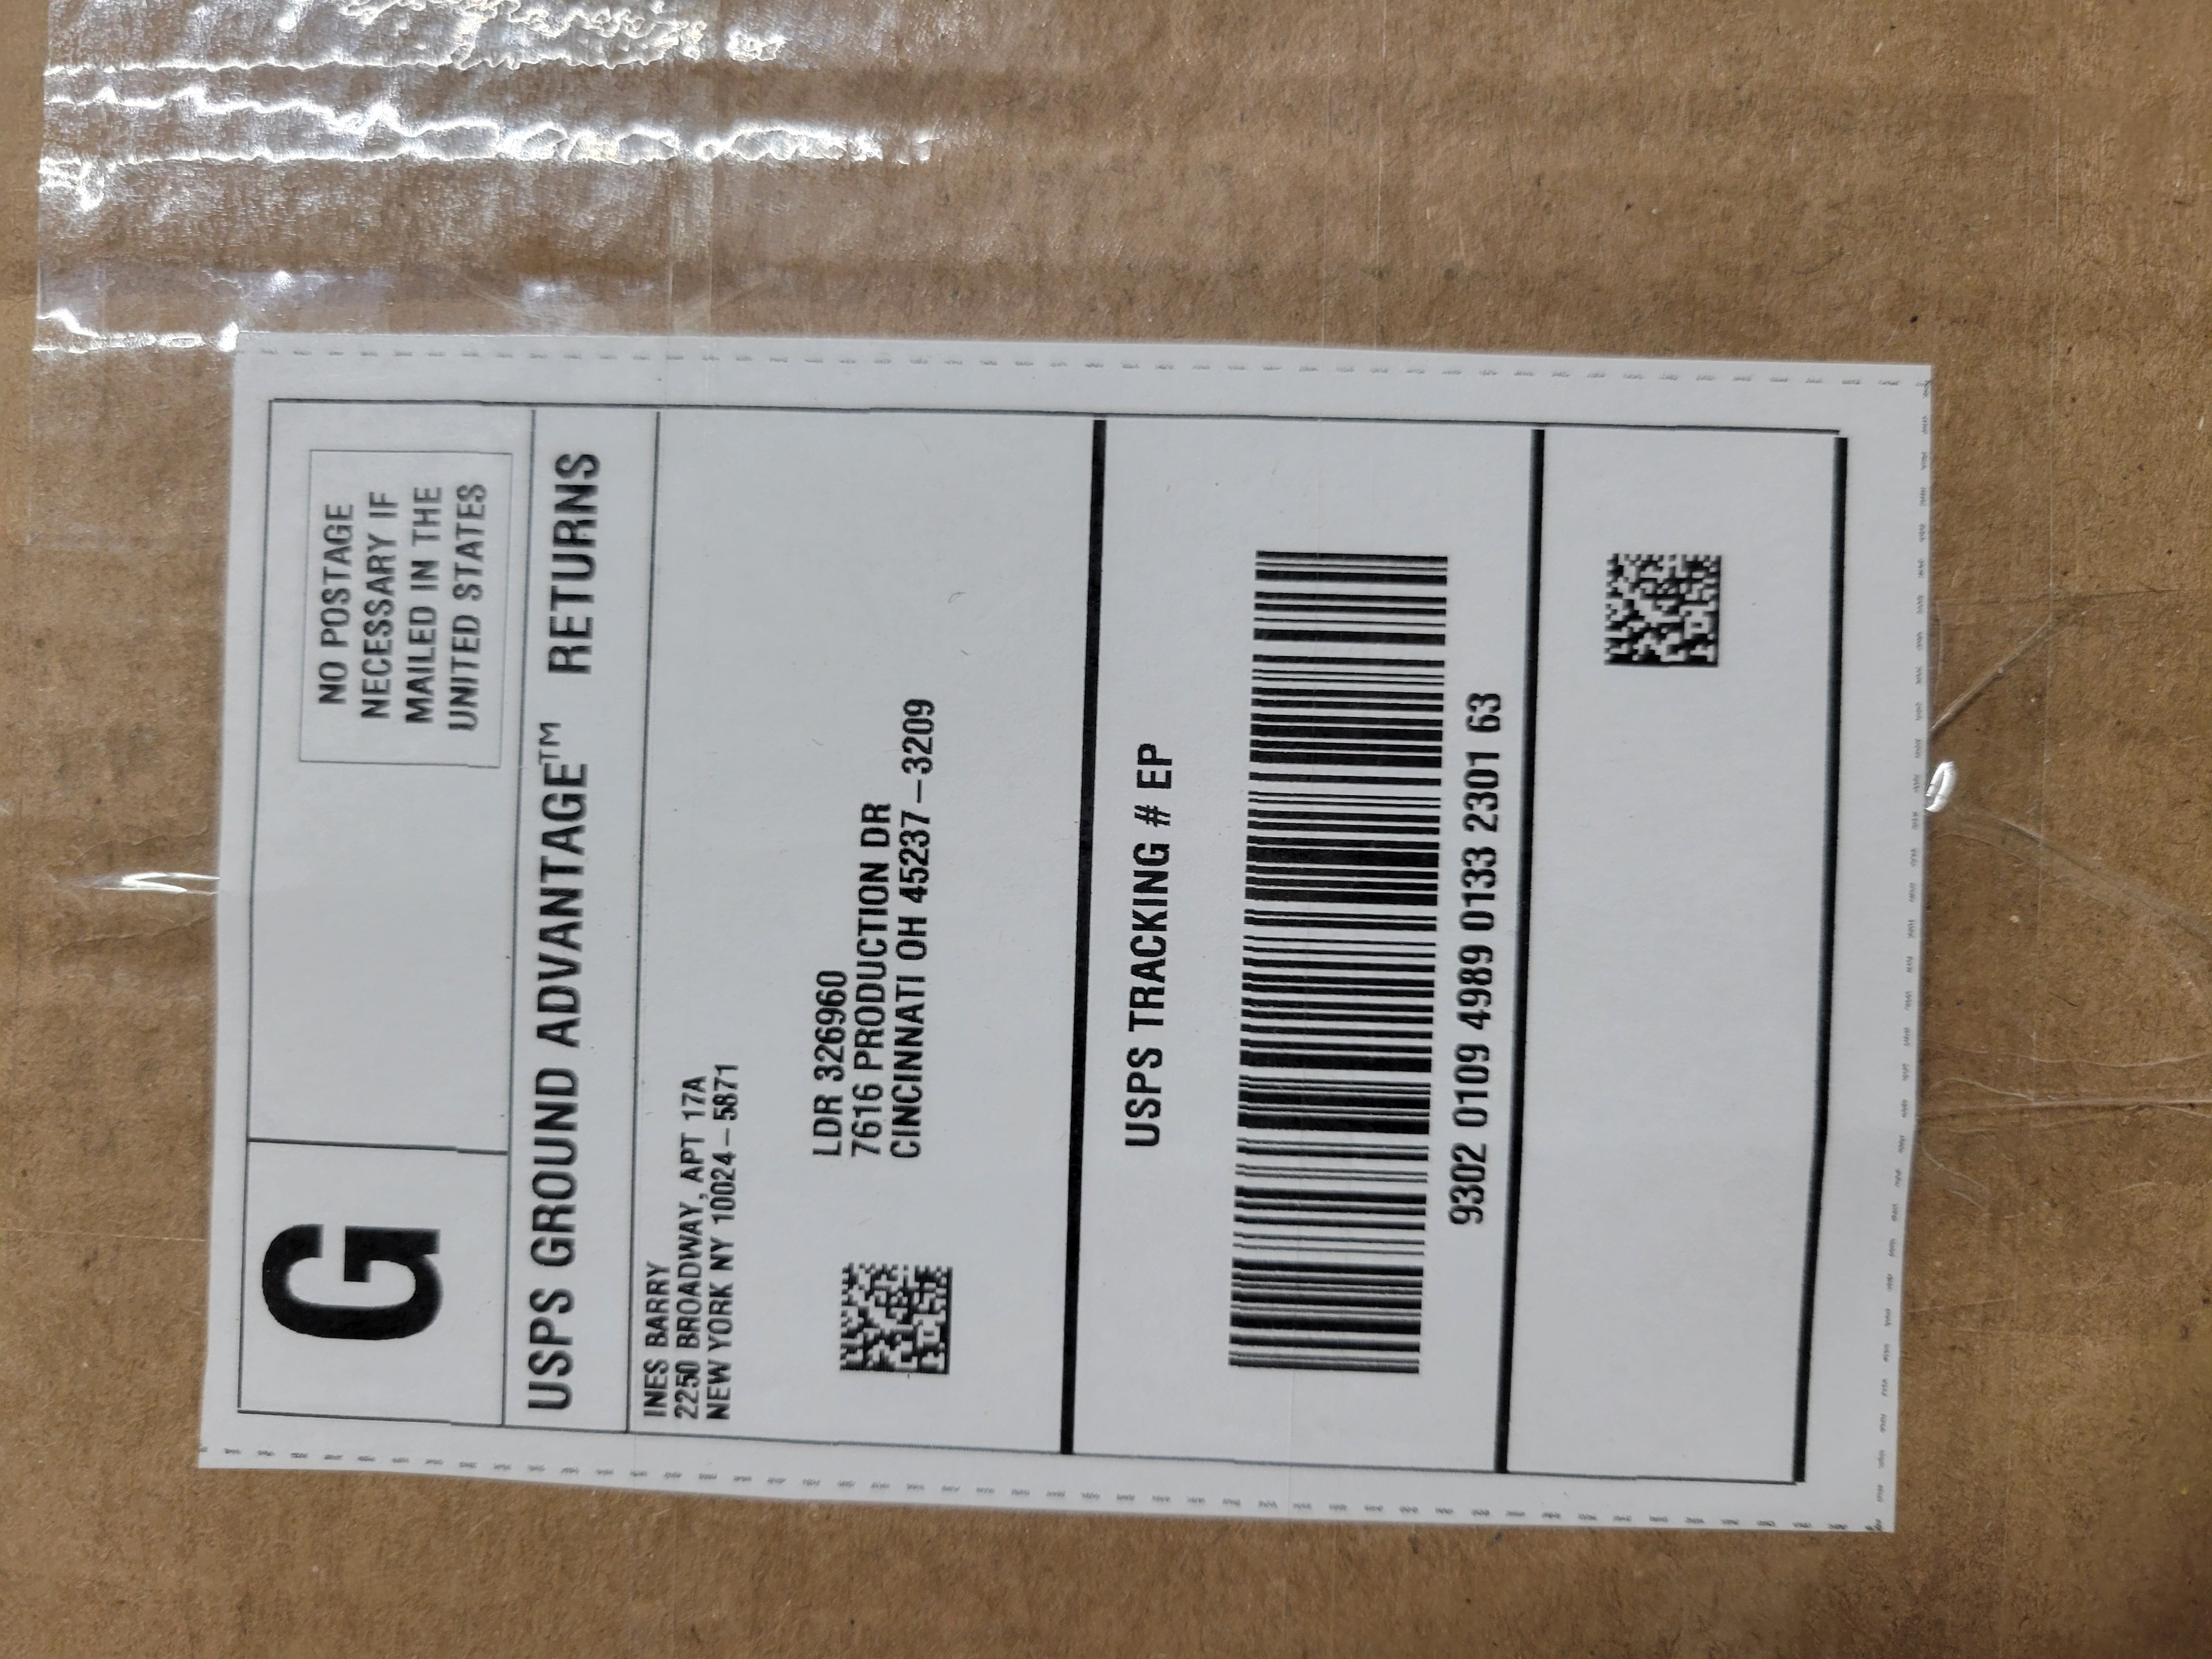 G
NO POSTAGE
NECESSARY IF
MAILED IN THE
UNITED STATES
USPS GROUND ADVANTAGE™ RETURNS
INES BARRY
2250 BROADWAY, APT 17A
NEW YORK NY 10024-5871
LDR 326960
7616 PRODUCTION DR
CINCINNATI OH 45237-3209
USPS TRACKING # EP
9302 0109 4989 0133 2301 63